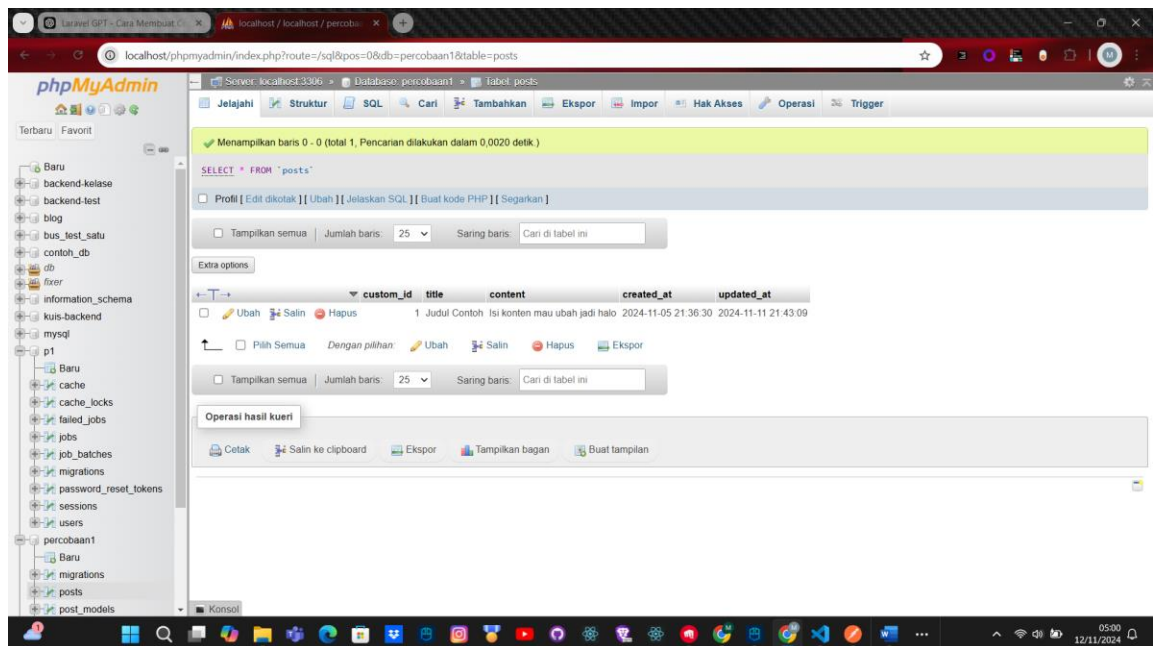 Laravel GPT - Cara Membuat C
localhost / localhost / percoba
localhost/phpmyadmin/index.php?route=/sql&pos=0&db=percobaan1&table=posts
phpMyAdmin
Terbaru Favorit
Baru
backend-kelase
backend-test
blog
bus_test_satu
contoh_db
db
fixer
information_schema
kuis-backend
mysql
p1
Baru
cache
cache_locks
failed_jobs
jobs
job_batches
migrations
password_reset_tokens
sessions
users
percobaan1
Baru
migrations
posts
post_models
Server: localhost:3306 » Database: percobaan1 » Tabel: posts
Jelajahi Struktur SQL Cari Tambahkan Ekspor Impor Hak Akses Operasi Trigger
Menampilkan baris 0 - 0 (total 1, Pencarian dilakukan dalam 0,0020 detik.)
SELECT * FROM `posts`
Profil [ Edit dikotak ] [ Ubah ] [ Jelaskan SQL ] [ Buat kode PHP ] [ Segarkan ]
Tampilkan semua | Jumlah baris: 25 Saring baris: Cari di tabel ini
Extra options
custom_id title content created_at updated_at
Ubah Salin Hapus 1 Judul Contoh Isi konten mau ubah jadi halo 2024-11-05 21:36:30 2024-11-11 21:43:09
Pilih Semua Dengan pilihan: Ubah Salin Hapus Ekspor
Tampilkan semua | Jumlah baris: 25 Saring baris: Cari di tabel ini
Operasi hasil kueri
Cetak Salin ke clipboard Ekspor Tampilkan bagan Buat tampilan
Konsol
05:00
12/11/2024